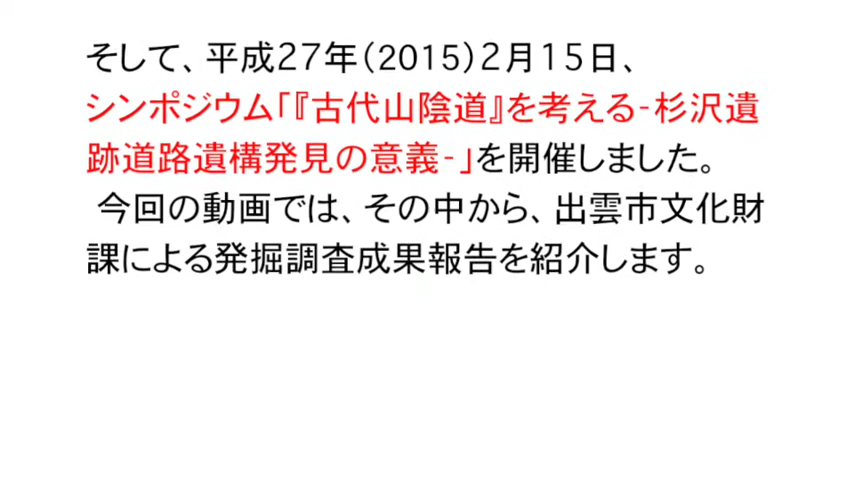 そして、平成27年（2015）2月15日、
シンポジウム「『古代山陰道』を考える‐杉沢遺
跡道路遺構発見の意義‐」を開催しました。
今回の動画では、その中から、出雲市文化財
課による発掘調査成果報告を紹介します。